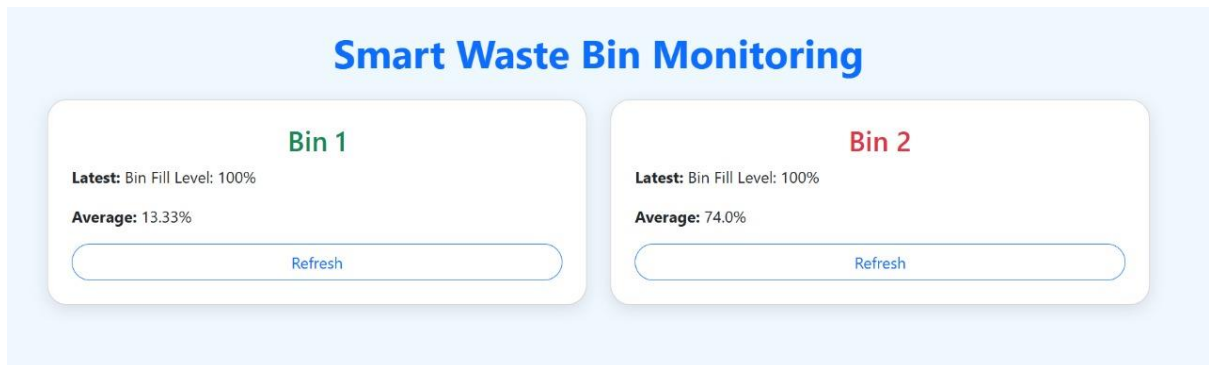 Smart Waste Bin Monitoring
Bin 1
Latest: Bin Fill Level: 100%
Average: 13.33%
Refresh
Bin 2
Latest: Bin Fill Level: 100%
Average: 74.0%
Refresh